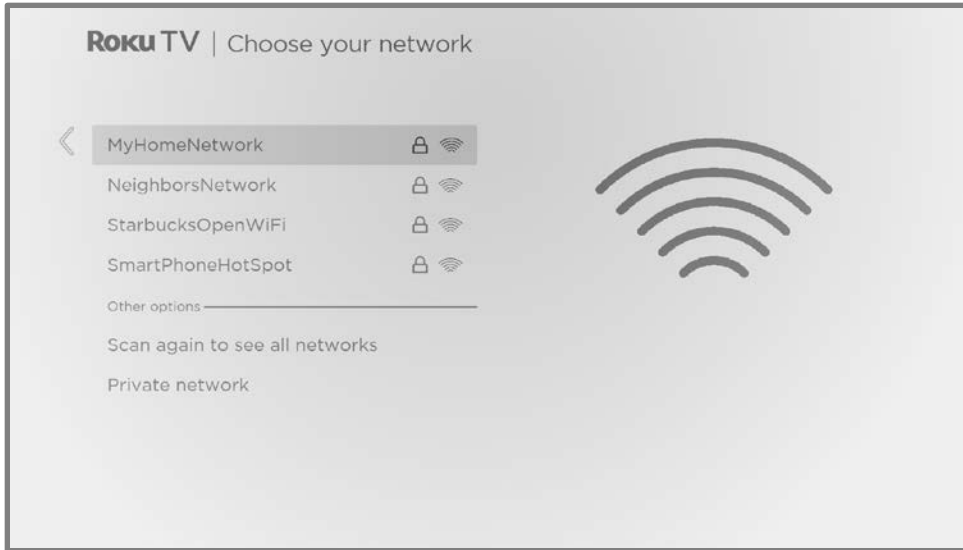 Roku TV | Choose your network
MyHomeNetwork
NeighborsNetwork
StarbucksOpenWiFi
SmartPhoneHotSpot
Other options
Scan again to see all networks
Private network